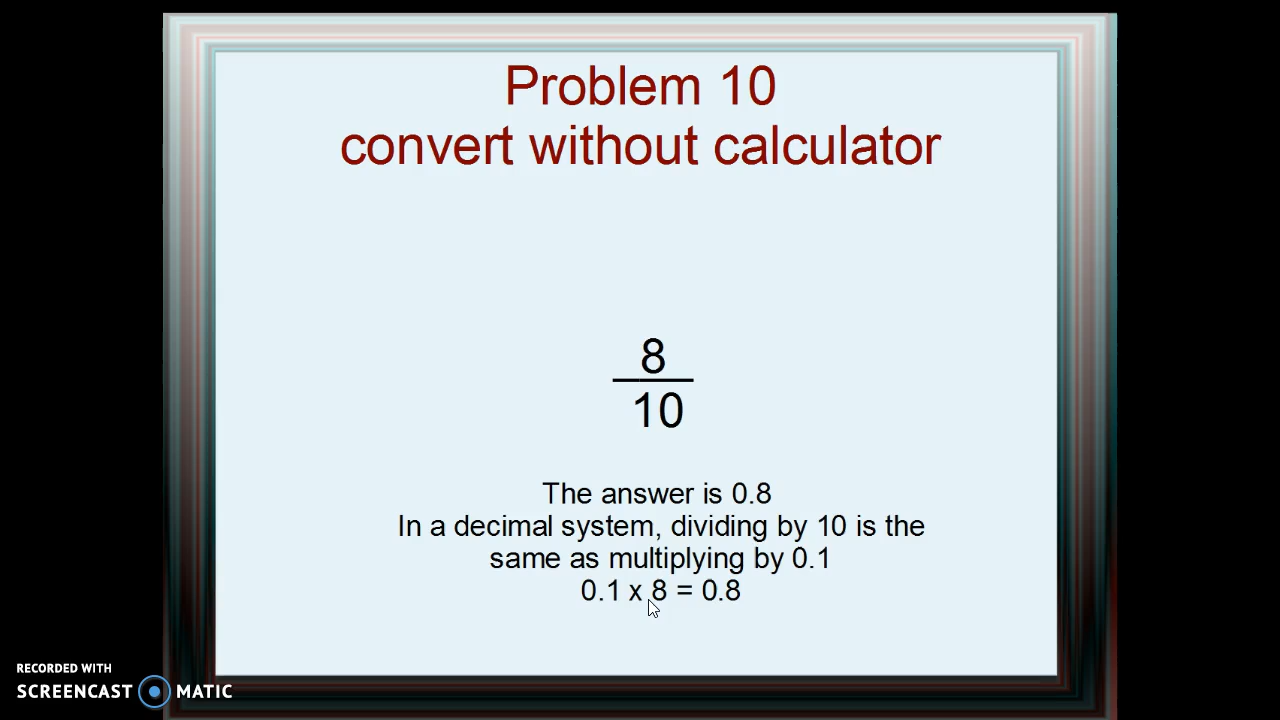 Problem 10
convert without calculator
8
10
The answer is 0.8
In a decimal system, dividing by 10 is the
same as multiplying by 0.1
0.1 x 8 = 0.8
RECORDED WITH
SCREENCAST MATIC